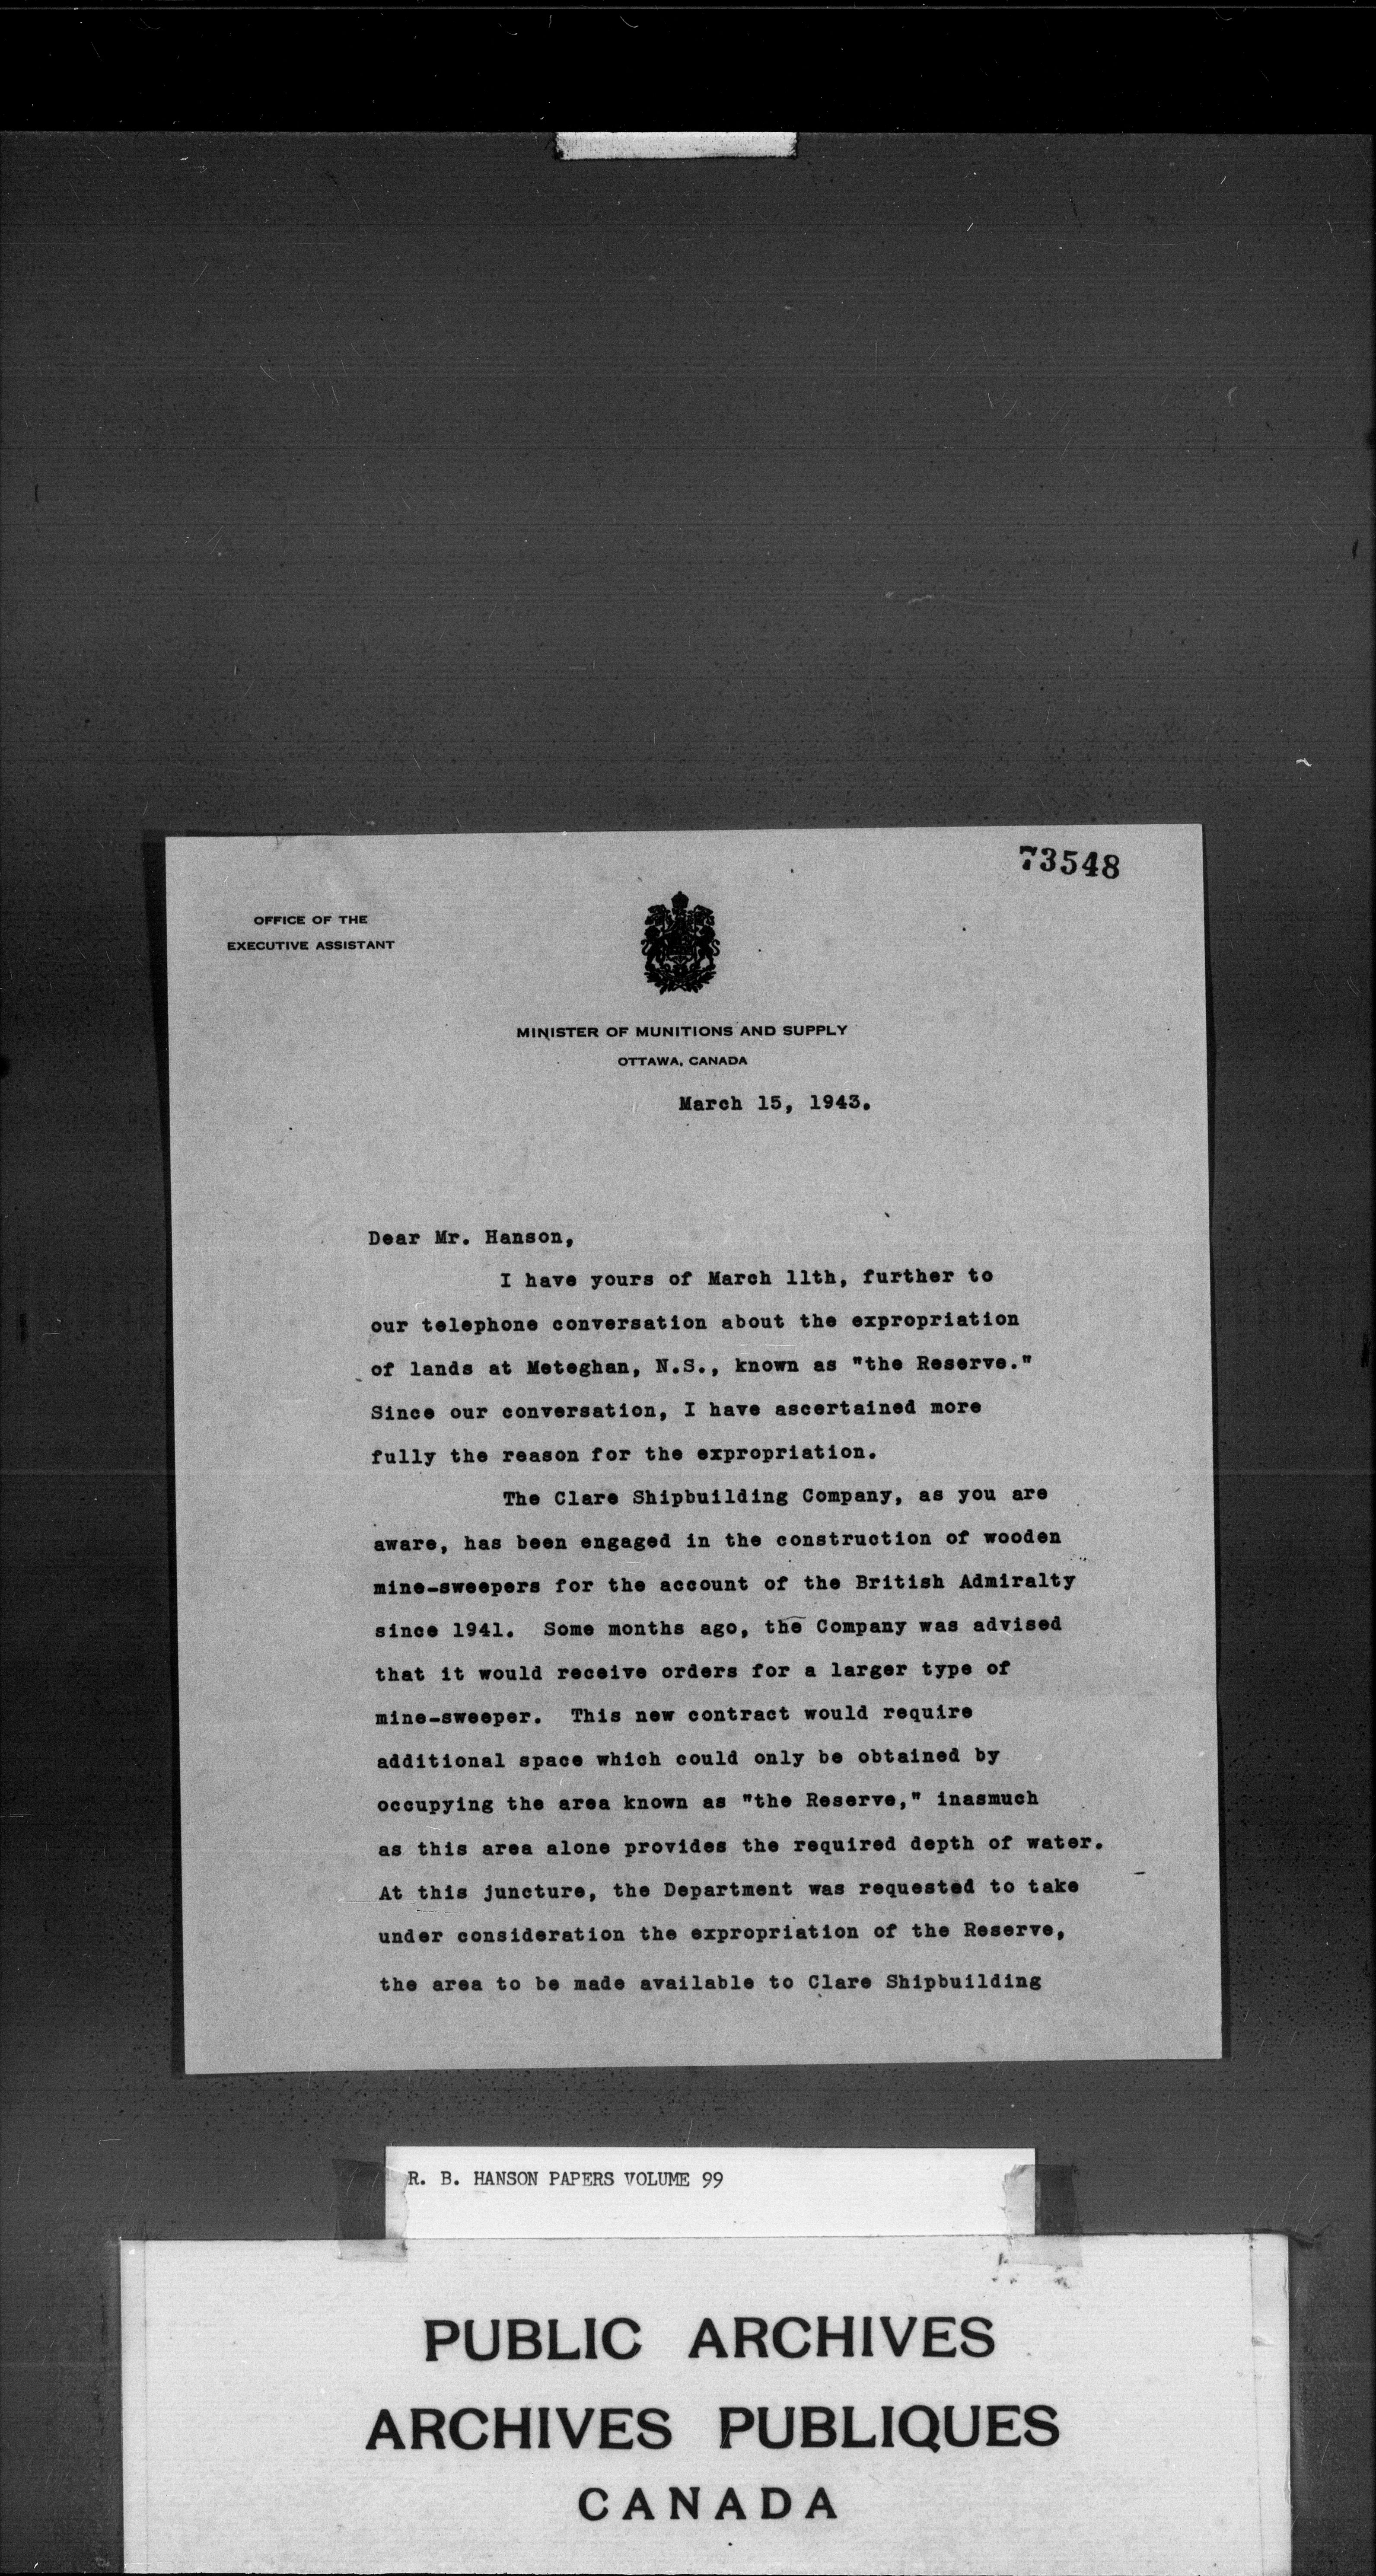 73548
OFFICE OF THE
EXECUTIVE ASSISTANT
MINISTER OF MUNITIONS AND SUPPLY
OTTAWA, CANADA
March 15, 1943.
Dear Mr. Hanson,
I have yours of March 11th, further to
our telephone conversation about the expropriation
of lands at Meteghan, N.S., known as "the Reserve."
Since our conversation, I have ascertained more
fully the reason for the expropriation.
The Clare Shipbuilding Company, as you are
aware, has been engaged in the construction of wooden
mine-sweepers for the account of the British Admiralty
since 1941. Some months ago, the Company was advised
that it would receive orders for a larger type of
mine-sweeper. This new contract would require
additional space which could only be obtained by
occupying the area known as "the Reserve," inasmuch
as this area alone provides the required depth of water.
At this juncture, the Department was requested to take
under consideration the expropriation of the Reserve,
the area to be made available to Clare Shipbuilding
R. B. HANSON PAPERS VOLUME 99
PUBLIC ARCHIVES
ARCHIVES PUBLIQUES
CANADA